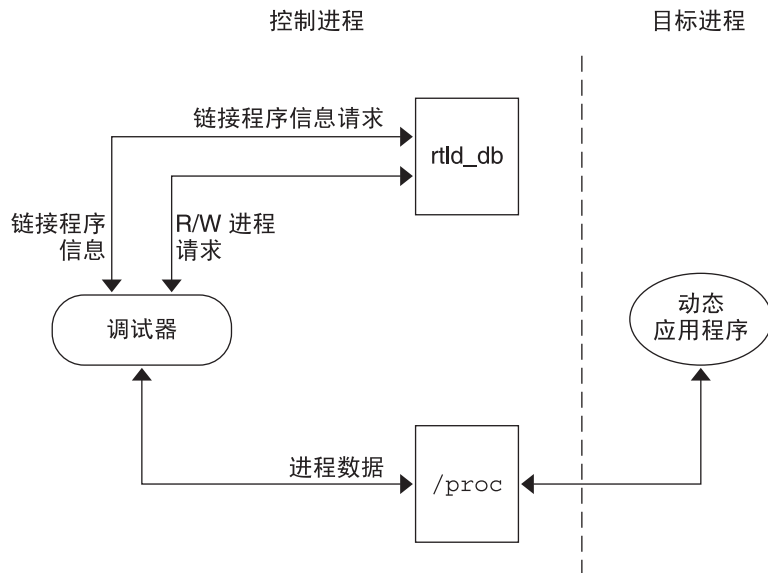 控制进程
目标进程
链接程序信息请求
rtld_db
链接程序
信息
R/W 进程
请求
调试器
动态
应用程序
进程数据
/proc